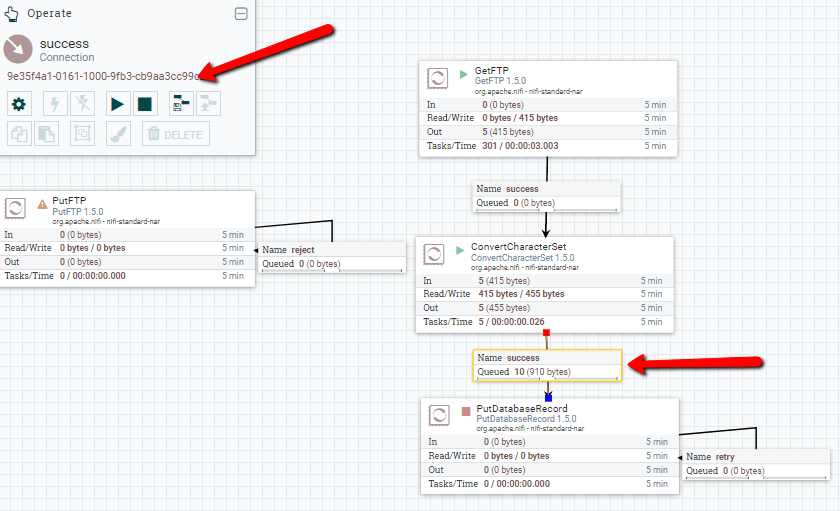 Operate
success
Connection
9e35f4a1-0161-1000-9fb3-cb9aa3cc99c
DELETE
PutFTP
PutFTP 1.5.0
org.apache.nifi - nifi-standard-nar
In 0 (0 bytes) 5 min
Read/Write 0 bytes / 0 bytes 5 min
Out 0 (0 bytes) 5 min
Tasks/Time 0 / 00:00:00.000 5 min
Name reject
Queued 0 (0 bytes)
GetFTP
GetFTP 1.5.0
org.apache.nifi - nifi-standard-nar
In 0 (0 bytes) 5 min
Read/Write 0 bytes / 415 bytes 5 min
Out 5 (415 bytes) 5 min
Tasks/Time 301 / 00:00:03.003 5 min
Name success
Queued 0 (0 bytes)
ConvertCharacterSet
ConvertCharacterSet 1.5.0
org.apache.nifi - nifi-standard-nar
In 5 (415 bytes) 5 min
Read/Write 415 bytes / 455 bytes 5 min
Out 5 (455 bytes) 5 min
Tasks/Time 5 / 00:00:00.026 5 min
Name success
Queued 10 (910 bytes)
PutDatabaseRecord
PutDatabaseRecord 1.5.0
org.apache.nifi - nifi-standard-nar
In 0 (0 bytes) 5 min
Read/Write 0 bytes / 0 bytes 5 min
Out 0 (0 bytes) 5 min
Tasks/Time 0 / 00:00:00.000 5 min
Name retry
Queued 0 (0 bytes)